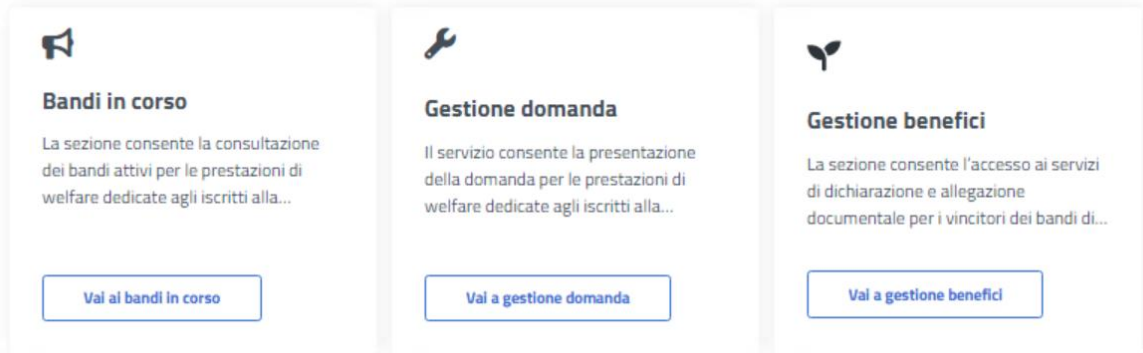 Bandi in corso
La sezione consente la consultazione
dei bandi attivi per le prestazioni di
welfare dedicate agli iscritti alla...
Vai ai bandi in corso
Gestione domanda
Il servizio consente la presentazione
della domanda per le prestazioni di
welfare dedicate agli iscritti alla...
Vai a gestione domanda
Gestione benefici
La sezione consente l'accesso ai servizi
di dichiarazione e allegazione
documentale per i vincitori dei bandi di...
Vai a gestione benefici